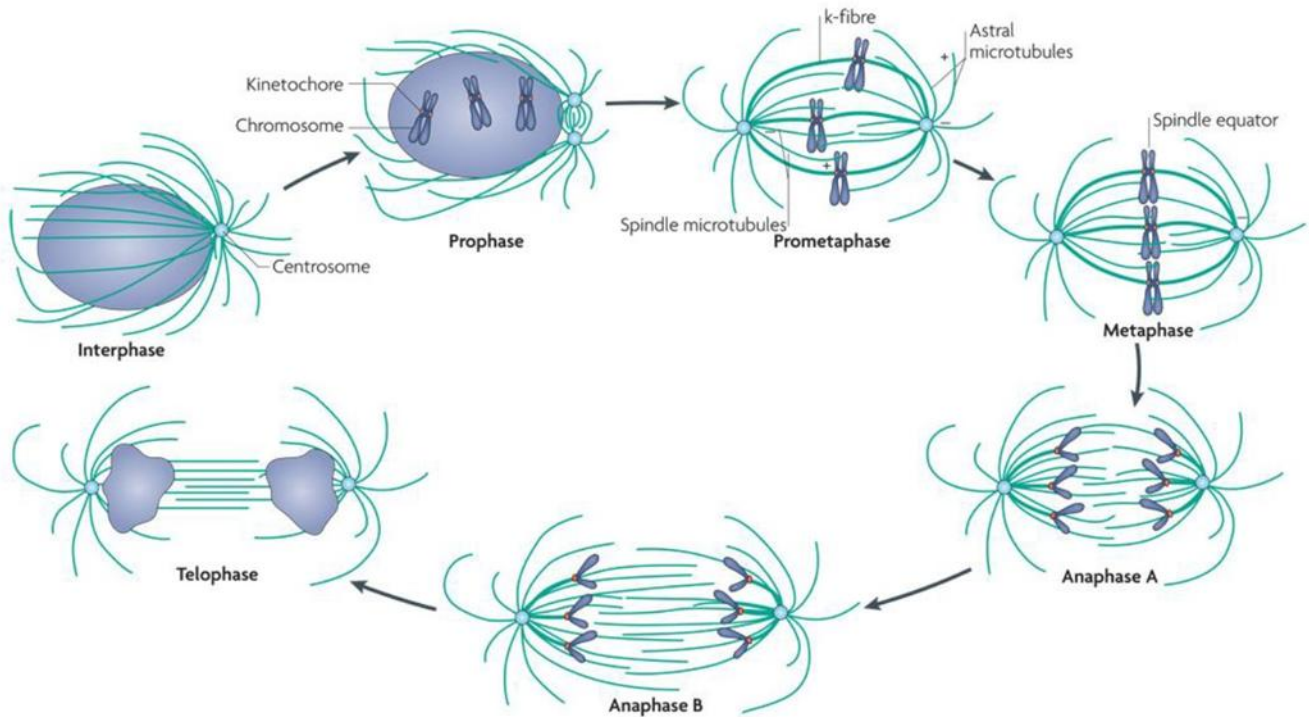 k-fibre
Astral
microtubules
+
Kinetochore
Chromosome
Spindle equator
−
−
+
Spindle microtubules
Prophase
Prometaphase
−
Centrosome
Interphase
Metaphase
Telophase
Anaphase A
Anaphase B